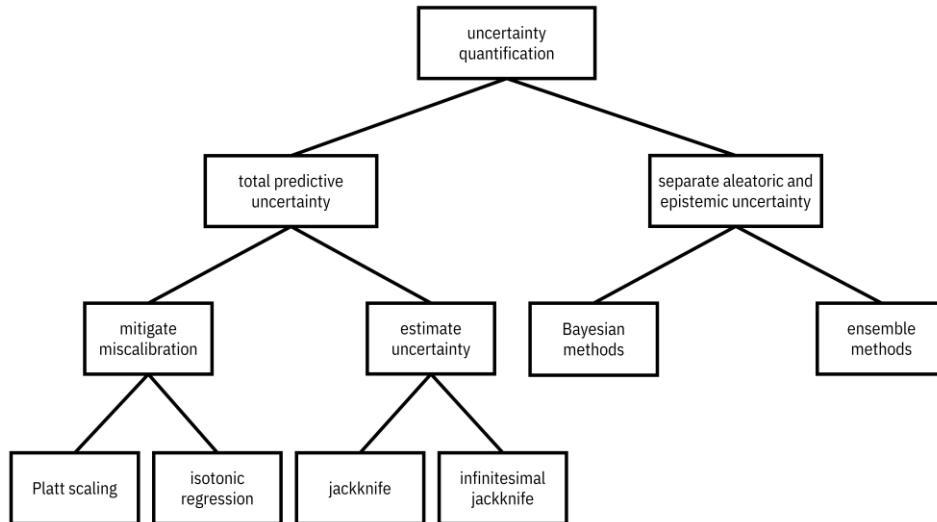 uncertainty
quantification
total predictive
uncertainty
separate aleatoric and
epistemic uncertainty
mitigate
miscalibration
estimate
uncertainty
Bayesian
methods
ensemble
methods
Platt scaling
isotonic
regression
jackknife
infinitesimal
jackknife